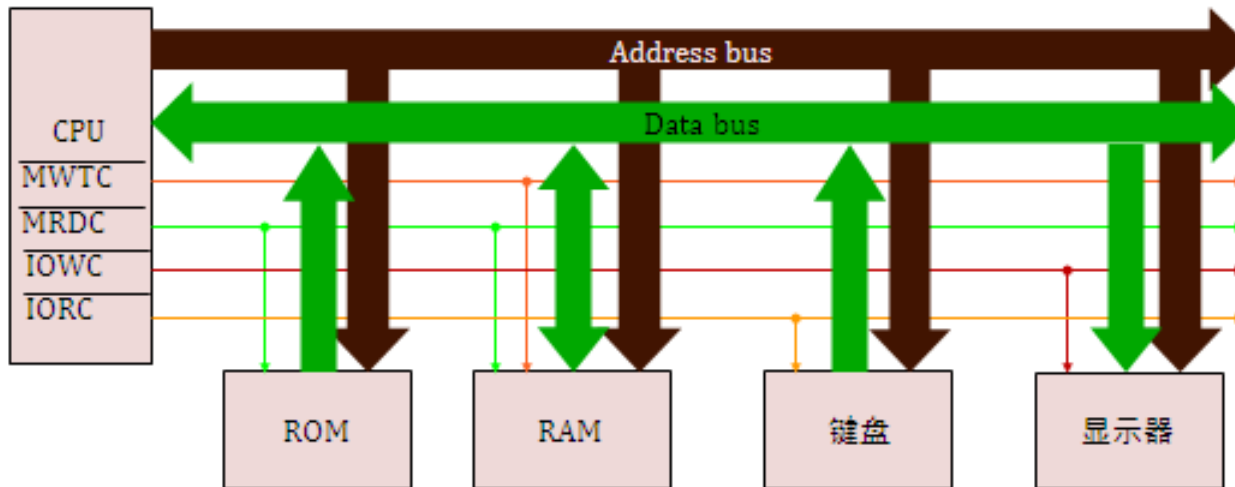 Address bus
Data bus
CPU
MWTC
MRDC
IOWC
IORC
ROM
RAM
键盘
显示器